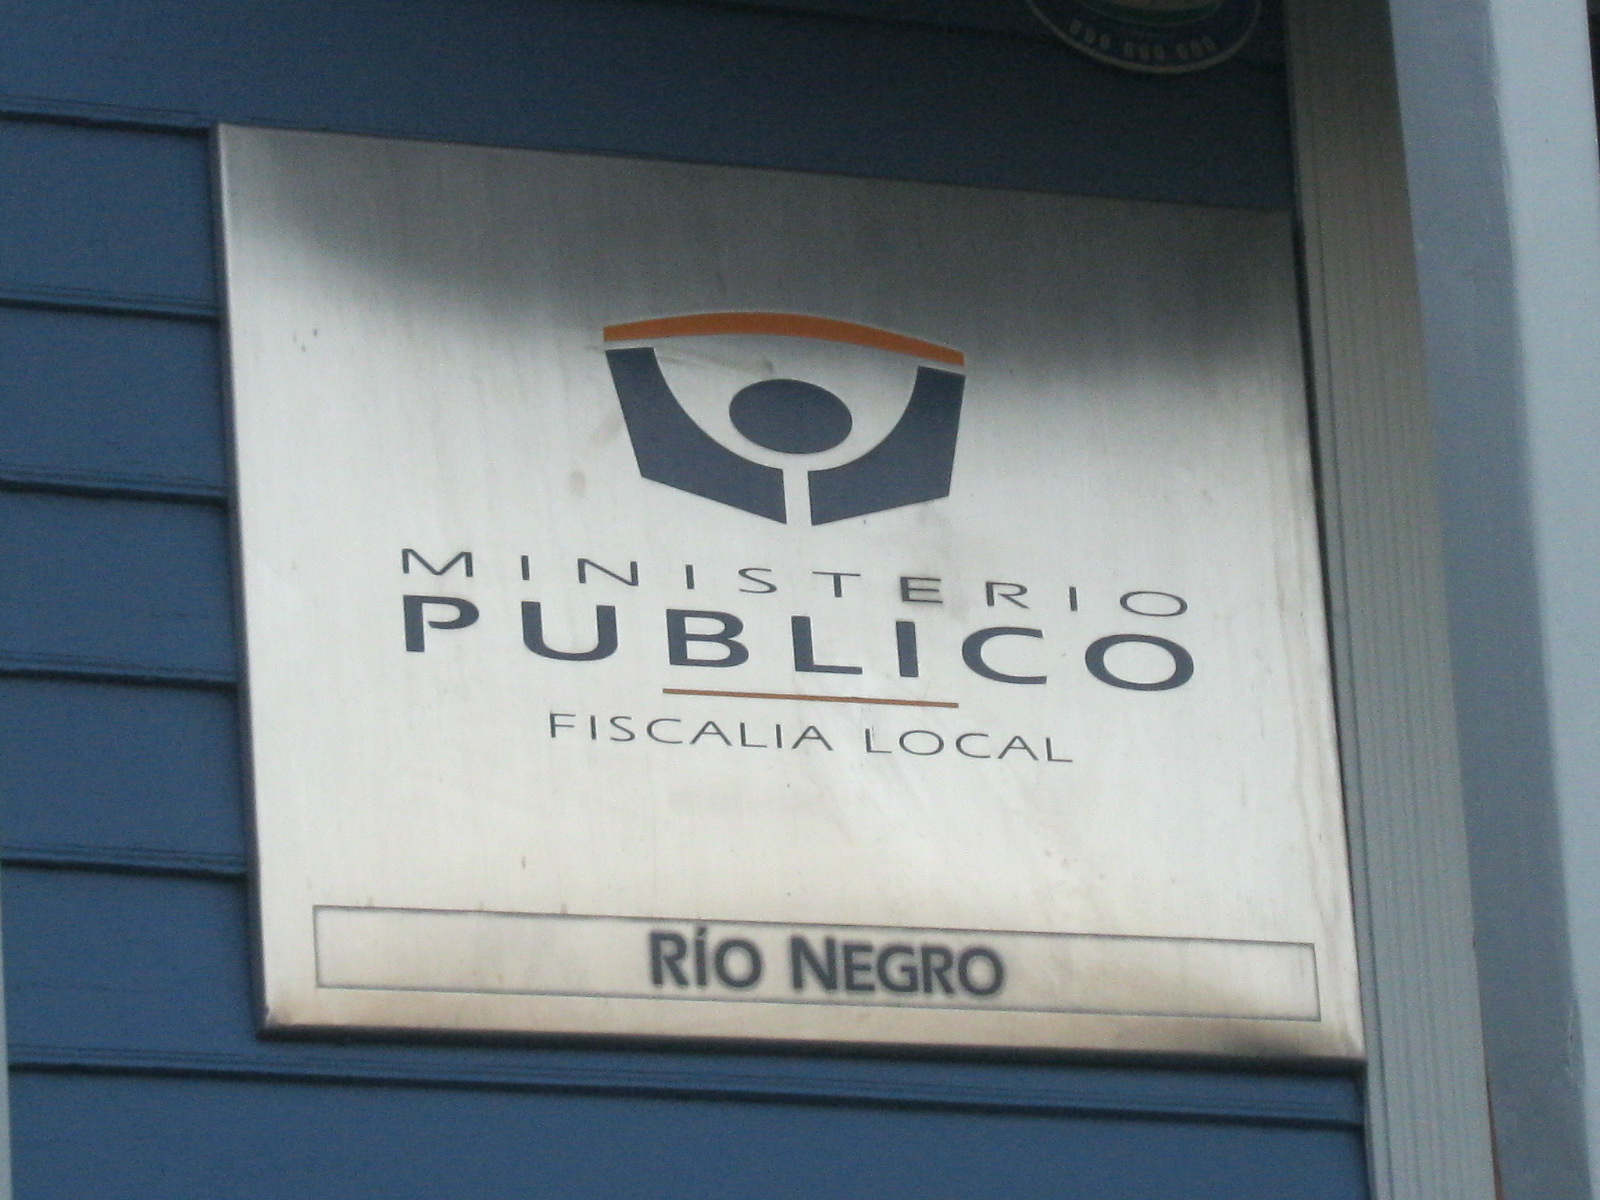 MINISTERIO
PUBLICO
FISCALIA LOCAL
RÍO NEGRO